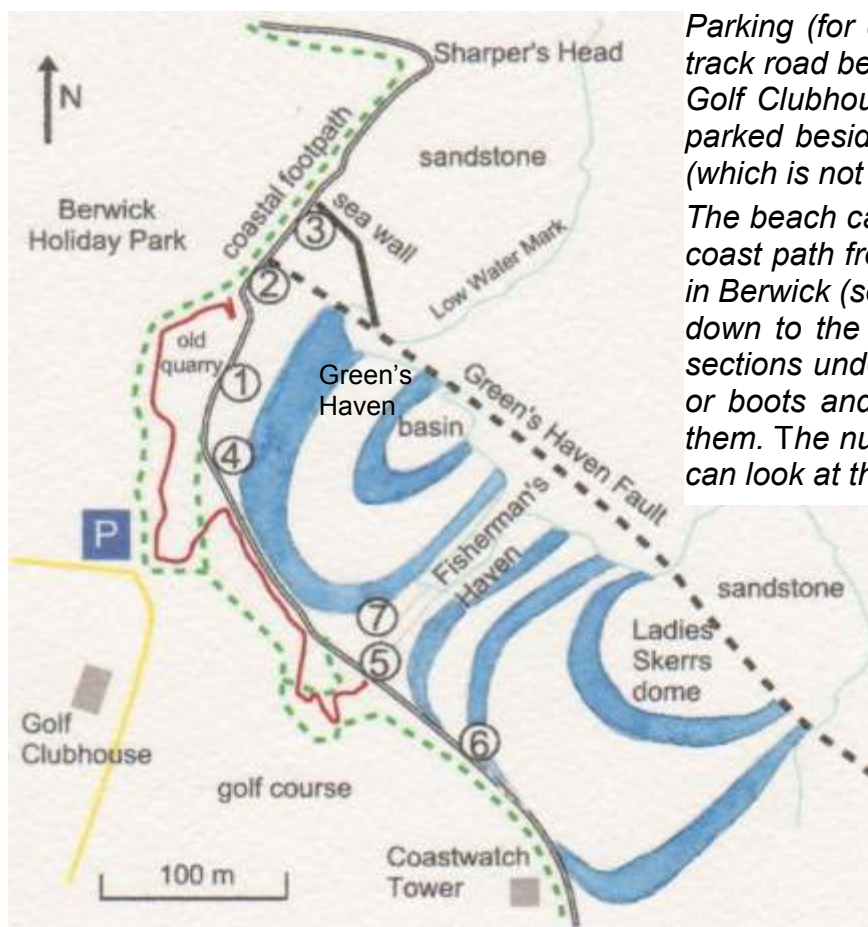 Parking (for
track road be
Golf Clubhou
parked besid
(which is not
The beach ca
coast path fr
in Berwick (s
down to the
sections und
or boots and
them. The nu
can look at th
Sharper's Head
N
sandstone
coastal footpath
Berwick
Holiday Park
sea wall
3
Low Water Mark
2
old
quarry
1
Green's
Haven
basin
Green's Haven Fault
4
Fisherman's
Haven
P
sandstone
7
Ladies
Skerrs
dome
5
6
Golf
Clubhouse
golf course
Coastwatch
Tower
100 m